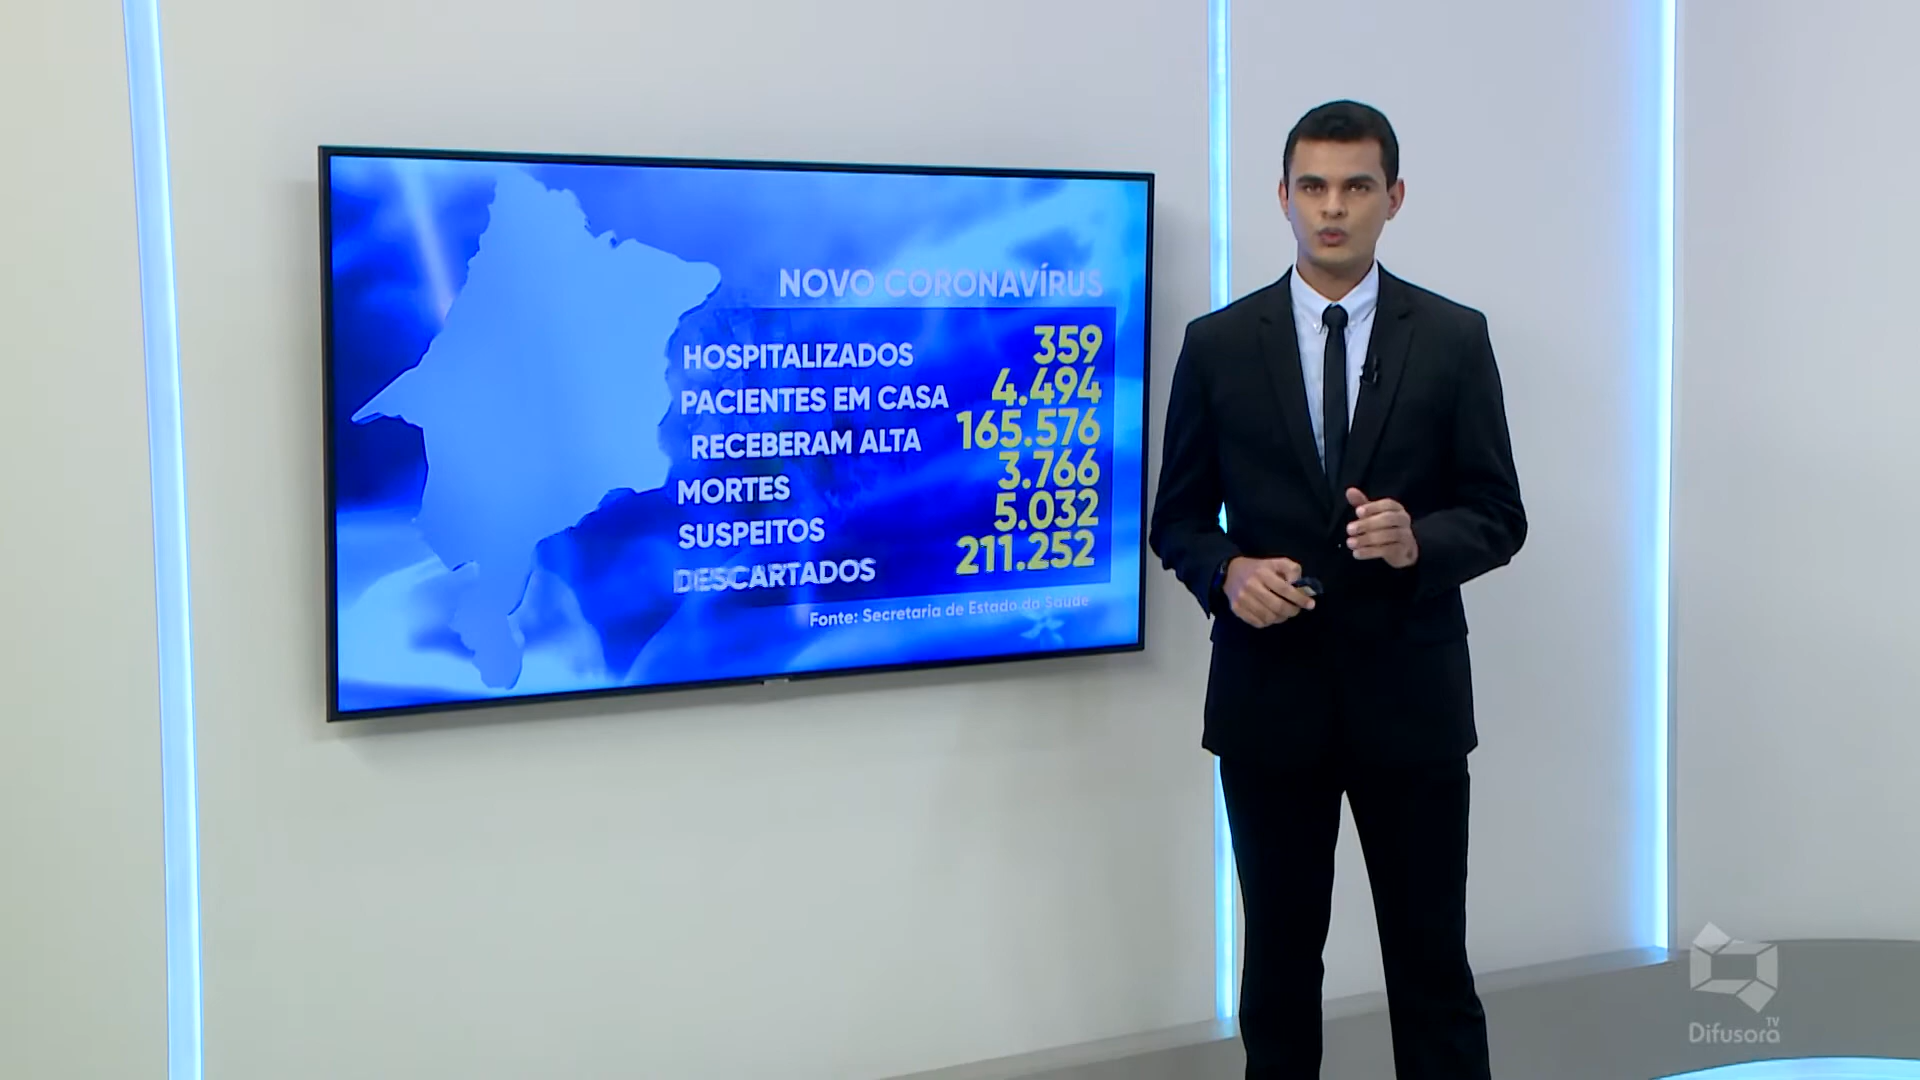 NOVO CORONAVÍRUS
HOSPITALIZADOS 359
PACIENTES EM CASA 4.494
RECEBERAM ALTA 165.576
MORTES 3.766
SUSPEITOS 5.032
DESCARTADOS 211.252
Fonte: Secretaria de Estado da Saúde
TV
Difusora